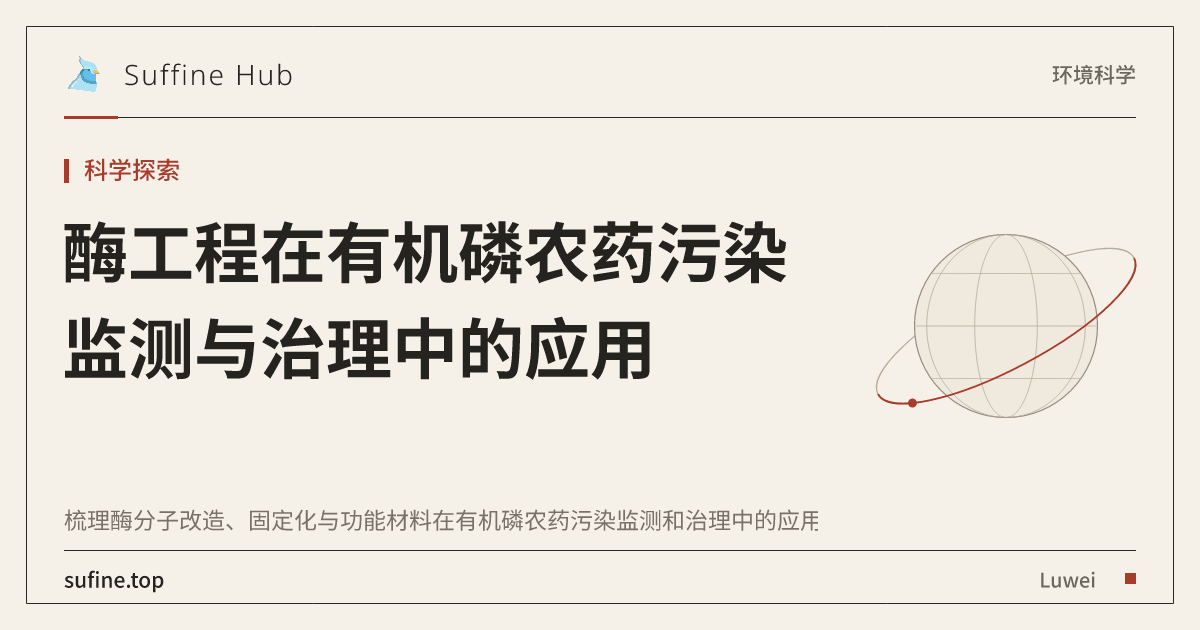 Suffine Hub
环境科学
科学探索
酶工程在有机磷农药污染
监测与治理中的应用
梳理酶分子改造、固定化与功能材料在有机磷农药污染监测和治理中的应用
sufine.top
Luwei